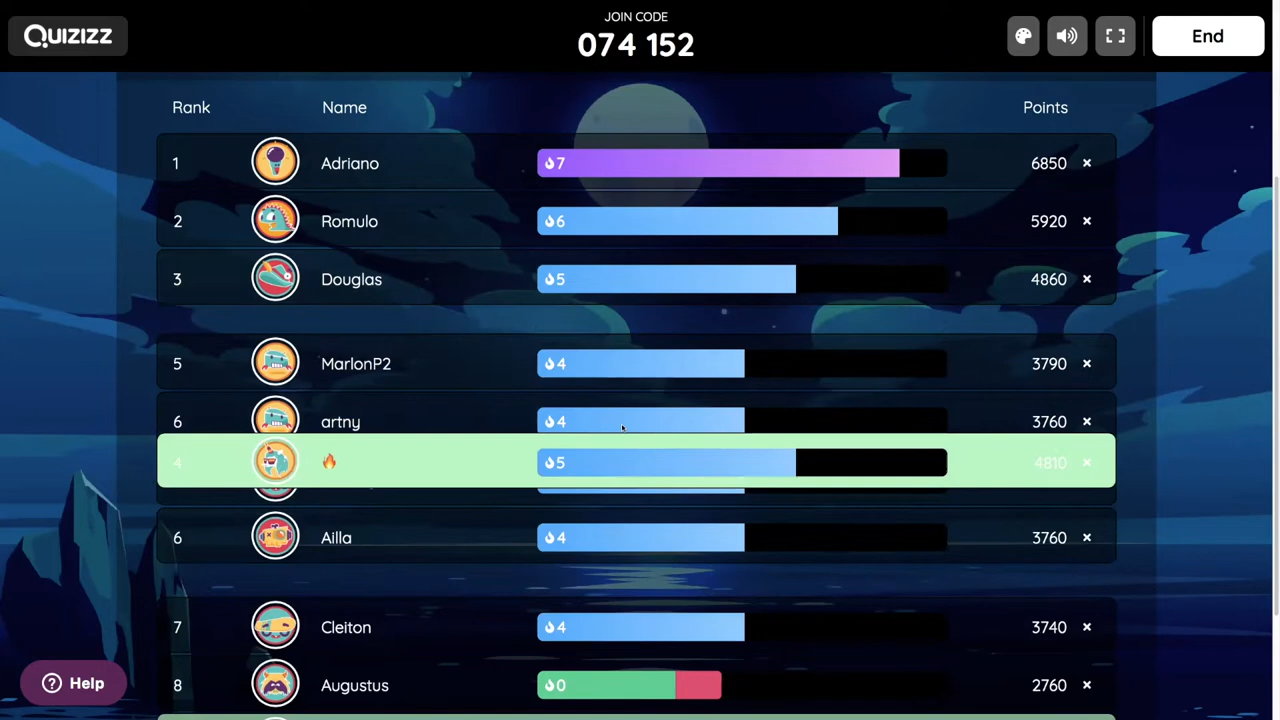 Quizizz
JOIN CODE
074 152
End
Rank Name Points
1 Adriano 7 6850 ×
2 Romulo 6 5920 ×
3 Douglas 5 4860 ×
5 MarlonP2 4 3790 ×
6 artny 4 3760 ×
4 🔥 5 4810 ×
6 Ailla 4 3760 ×
7 Cleiton 4 3740 ×
8 Augustus 0 2760 ×
? Help